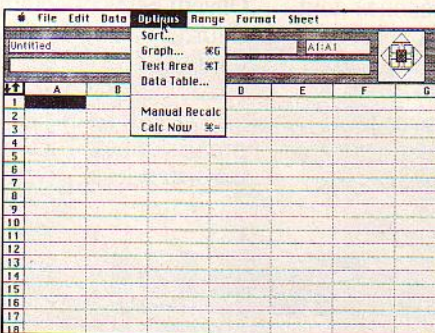 File Edit Data Options Range Format Sheet
Untitled
A1:A1
Sort...
Graph... ⌘G
Text Area ⌘T
Data Table...
Manual Recalc
Calc Now ⌘=
A B D E F G
1
2
3
4
5
6
7
8
9
10
11
12
13
14
15
16
17
18